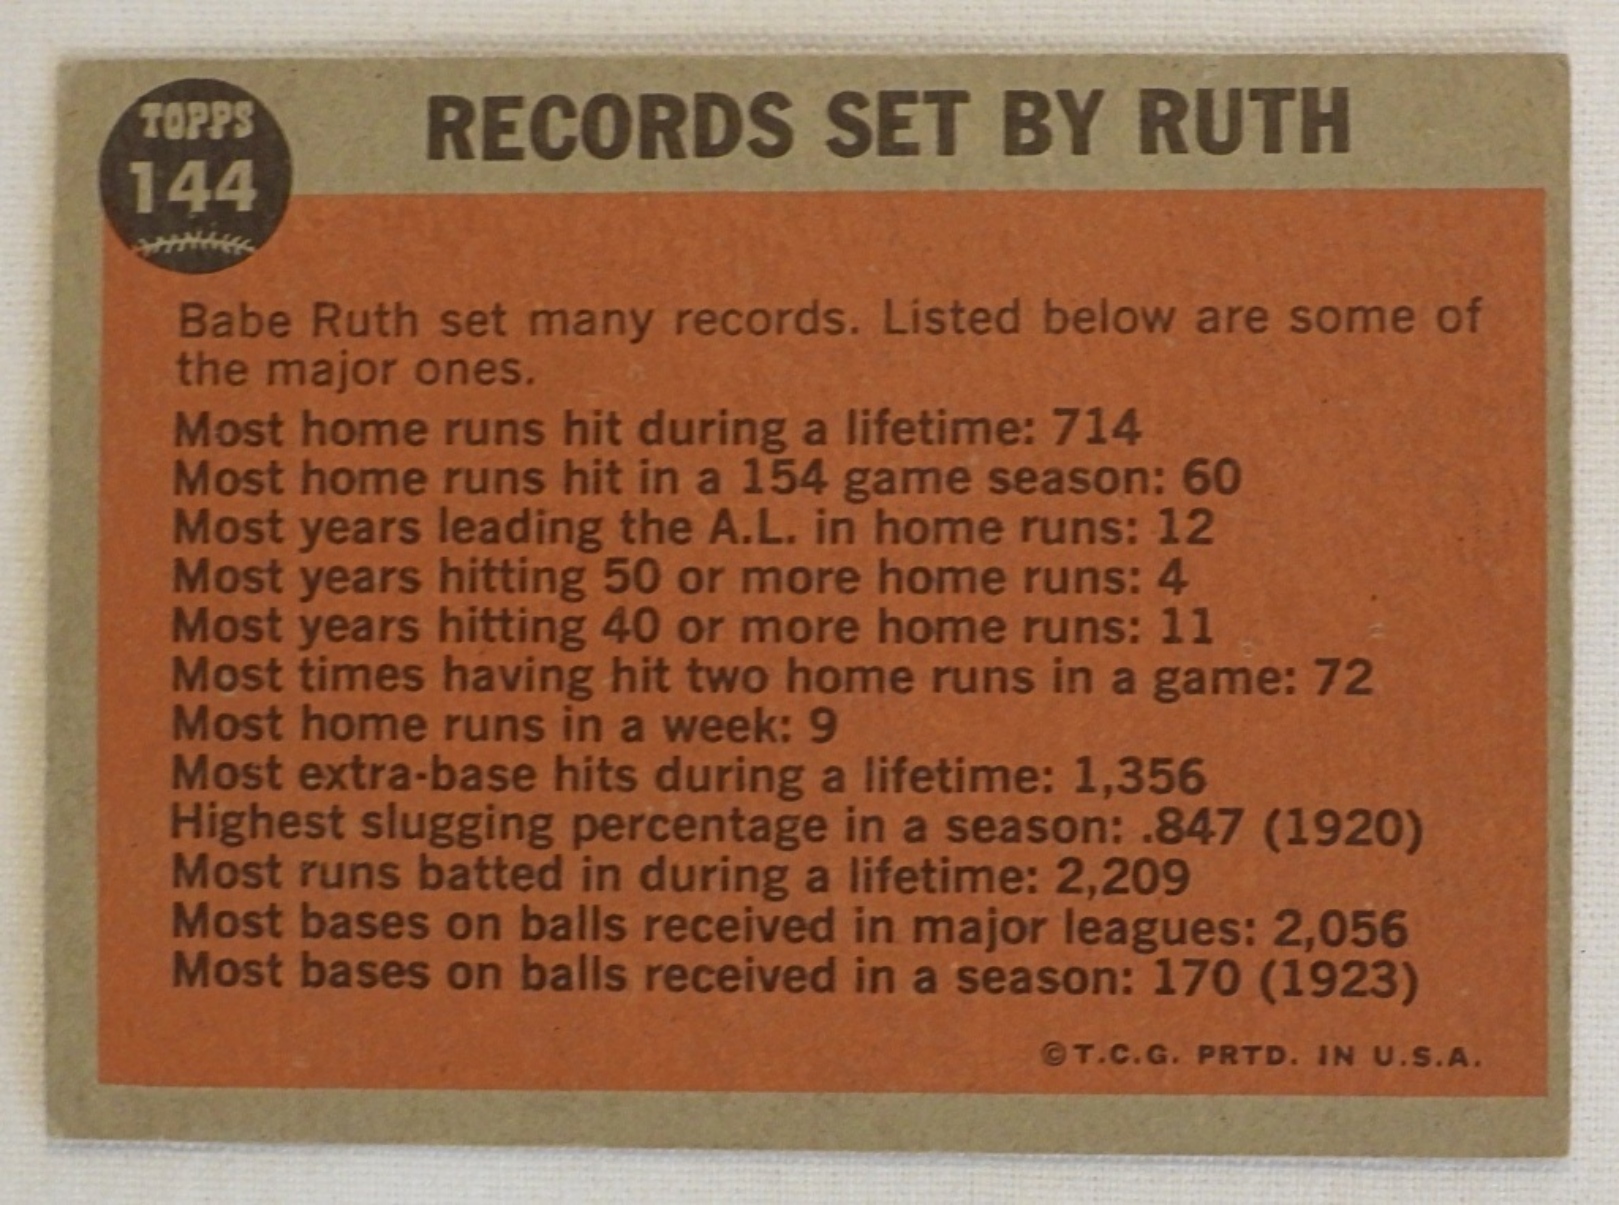 TOPPS
144
RECORDS SET BY RUTH
Babe Ruth set many records. Listed below are some of
the major ones.
Most home runs hit during a lifetime: 714
Most home runs hit in a 154 game season: 60
Most years leading the A.L. in home runs: 12
Most years hitting 50 or more home runs: 4
Most years hitting 40 or more home runs: 11
Most times having hit two home runs in a game: 72
Most home runs in a week: 9
Most extra-base hits during a lifetime: 1,356
Highest slugging percentage in a season: .847 (1920)
Most runs batted in during a lifetime: 2,209
Most bases on balls received in major leagues: 2,056
Most bases on balls received in a season: 170 (1923)
©T.C.G. PRTD. IN U.S.A.